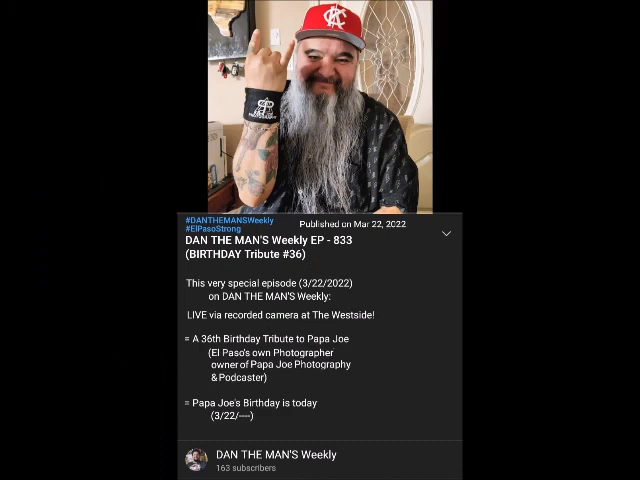 #DANTHEMANSWeekly
#ElPasoStrong
Published on Mar 22, 2022
DAN THE MAN'S Weekly EP - 833
(BIRTHDAY Tribute #36)
This very special episode (3/22/2022)
on DAN THE MAN'S Weekly:
LIVE via recorded camera at The Westside!
= A 36th Birthday Tribute to Papa Joe
(El Paso's own Photographer
owner of Papa Joe Photography
& Podcaster)
= Papa Joe's Birthday is today
(3/22/----)
DAN THE MAN'S Weekly
163 subscribers